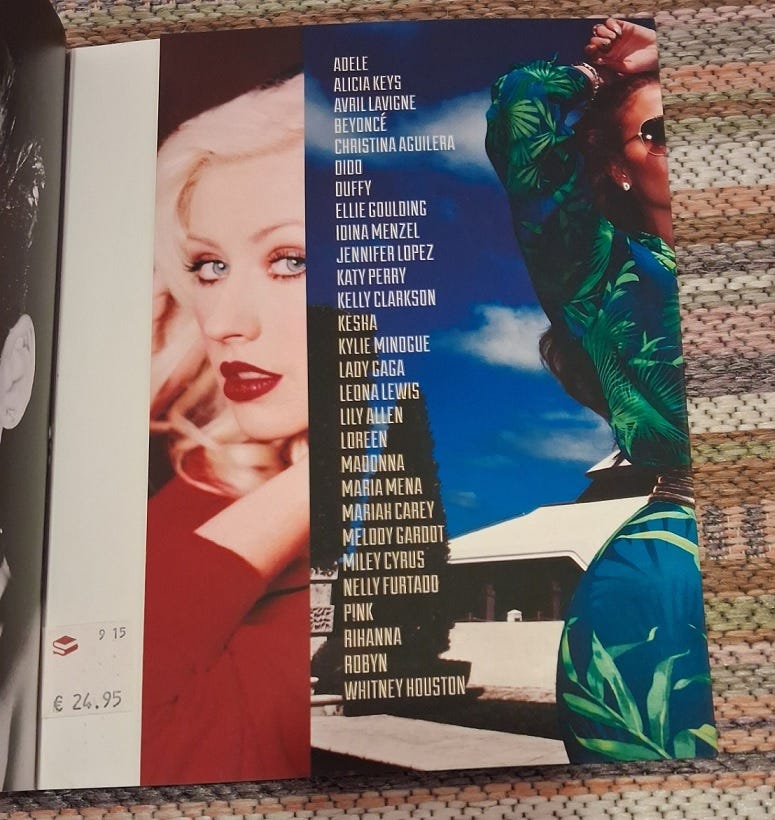 ADELE
ALICIA KEYS
AVRIL LAVIGNE
BEYONCÉ
CHRISTINA AGUILERA
DIDO
DUFFY
ELLIE GOULDING
IDINA MENZEL
JENNIFER LOPEZ
KATY PERRY
KELLY CLARKSON
KESHA
KYLIE MINOGUE
LADY GAGA
LEONA LEWIS
LILY ALLEN
LOREEN
MADONNA
MARIA MENA
MARIAH CAREY
MELODY GARDOT
MILEY CYRUS
NELLY FURTADO
P!NK
RIHANNA
ROBYN
WHITNEY HOUSTON
9 15
€ 24.95